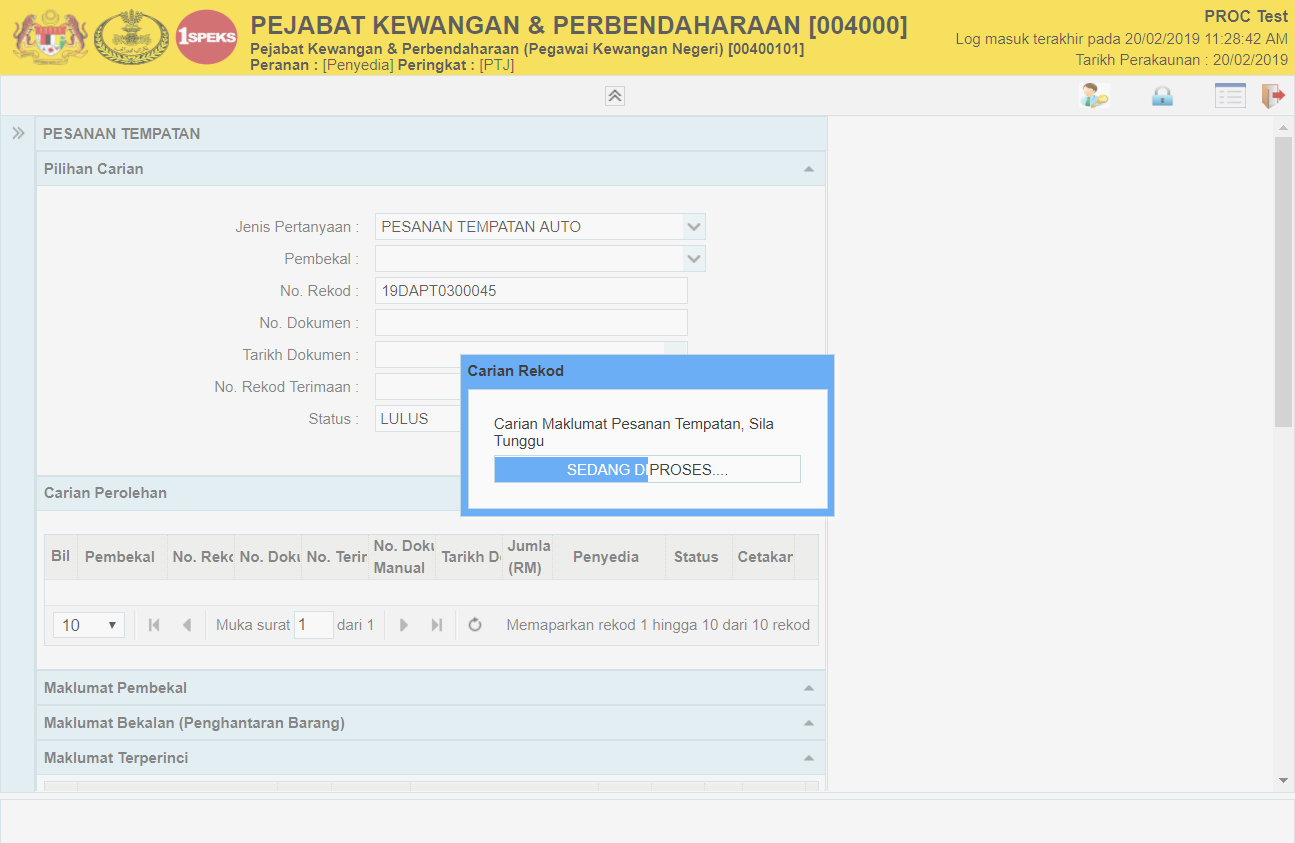 1SPEKS
PEJABAT KEWANGAN & PERBENDAHARAAN [004000]
Pejabat Kewangan & Perbendaharaan (Pegawai Kewangan Negeri) [00400101]
Peranan : [Penyedia] Peringkat : [PTJ]
PROC Test
Log masuk terakhir pada 20/02/2019 11:28:42 AM
Tarikh Perakaunan : 20/02/2019
PESANAN TEMPATAN
Pilihan Carian
Jenis Pertanyaan : PESANAN TEMPATAN AUTO
Pembekal :
No. Rekod : 19DAPT0300045
No. Dokumen :
Tarikh Dokumen :
No. Rekod Terimaan :
Status : LULUS
Carian Rekod
Carian Maklumat Pesanan Tempatan, Sila
Tunggu
SEDANG DIPROSES....
Carian Perolehan
Bil Pembekal No. Reko No. Doku No. Terin No. Doku Manual Tarikh Do Jumla (RM) Penyedia Status Cetakan
10 Muka surat 1 dari 1 Memaparkan rekod 1 hingga 10 dari 10 rekod
Maklumat Pembekal
Maklumat Bekalan (Penghantaran Barang)
Maklumat Terperinci